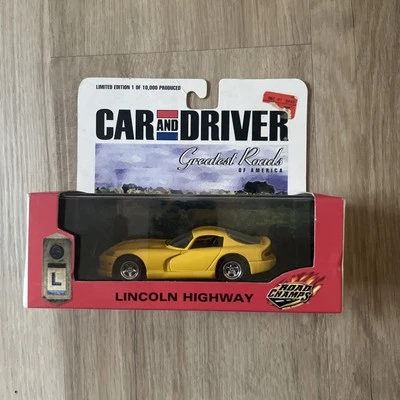 LIMITED EDITION 1 OF 10,000 PRODUCED
CAR AND DRIVER
Greatest Roads
OF AMERICA
L
LINCOLN HIGHWAY
ROAD
CHAMPS